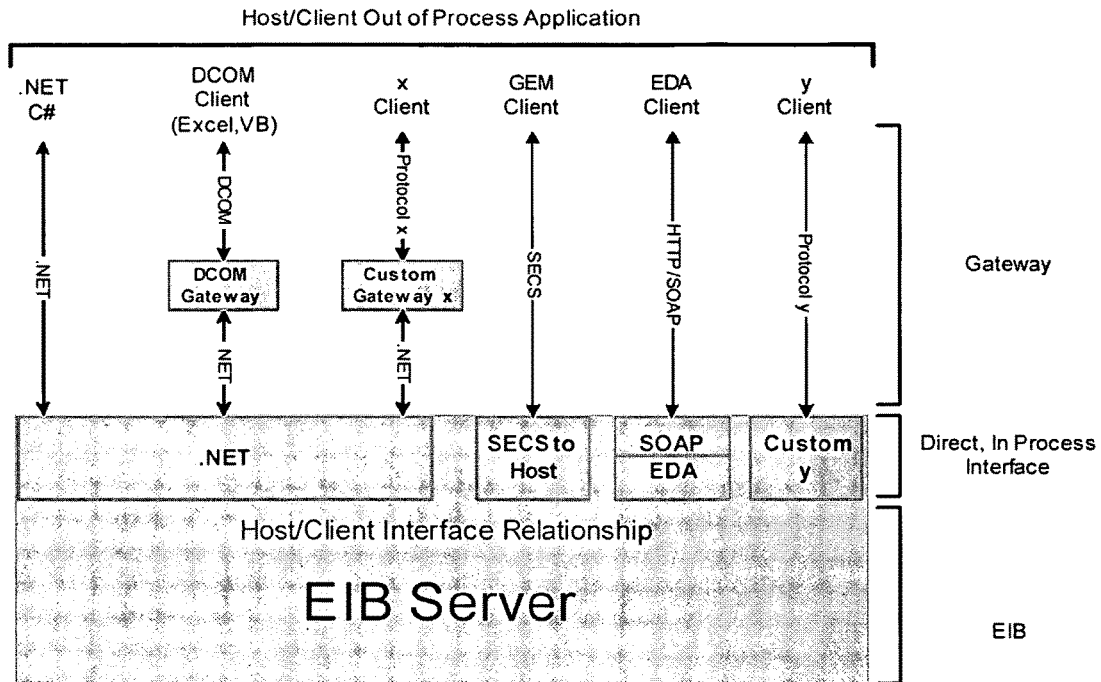 Host/Client Out of Process Application
.NET
C#
DCOM
Client
(Excel,VB)
x
Client
GEM
Client
EDA
Client
y
Client
.NET
DCOM
Protocol x
SECS
HTTP/SOAP
Protocol y
Gateway
DCOM
Gateway
Custom
Gateway x
.NET
.NET
.NET
SECS to
Host
SOAP
EDA
Custom
y
Direct, In Process
Interface
Host/Client Interface Relationship
EIB Server
EIB